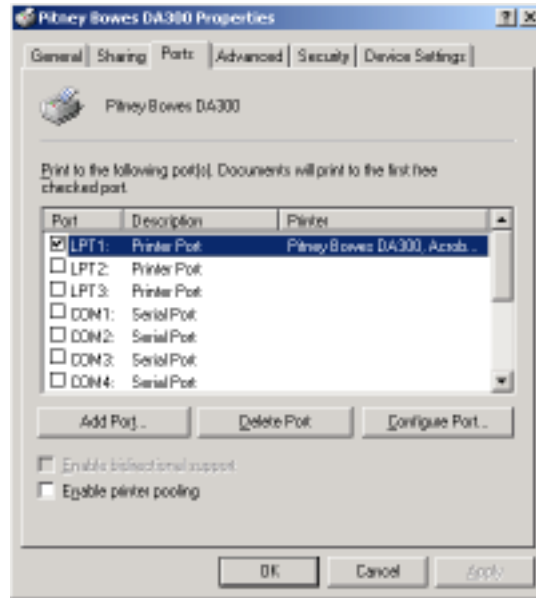 Pitney Bowes DA300 Properties
General Sharing Ports Advanced Security Device Settings
Pitney Bowes DA300
Print to the following port(s). Documents will print to the first free
checked port
Port Description Printer
LPT1: Printer Port Pitney Bowes DA300, Acrob...
LPT2: Printer Port
LPT3: Printer Port
COM1: Serial Port
COM2: Serial Port
COM3: Serial Port
COM4: Serial Port
Add Port... Delete Port Configure Port...
Enable bidirectional support
Enable printer pooling
OK Cancel Apply